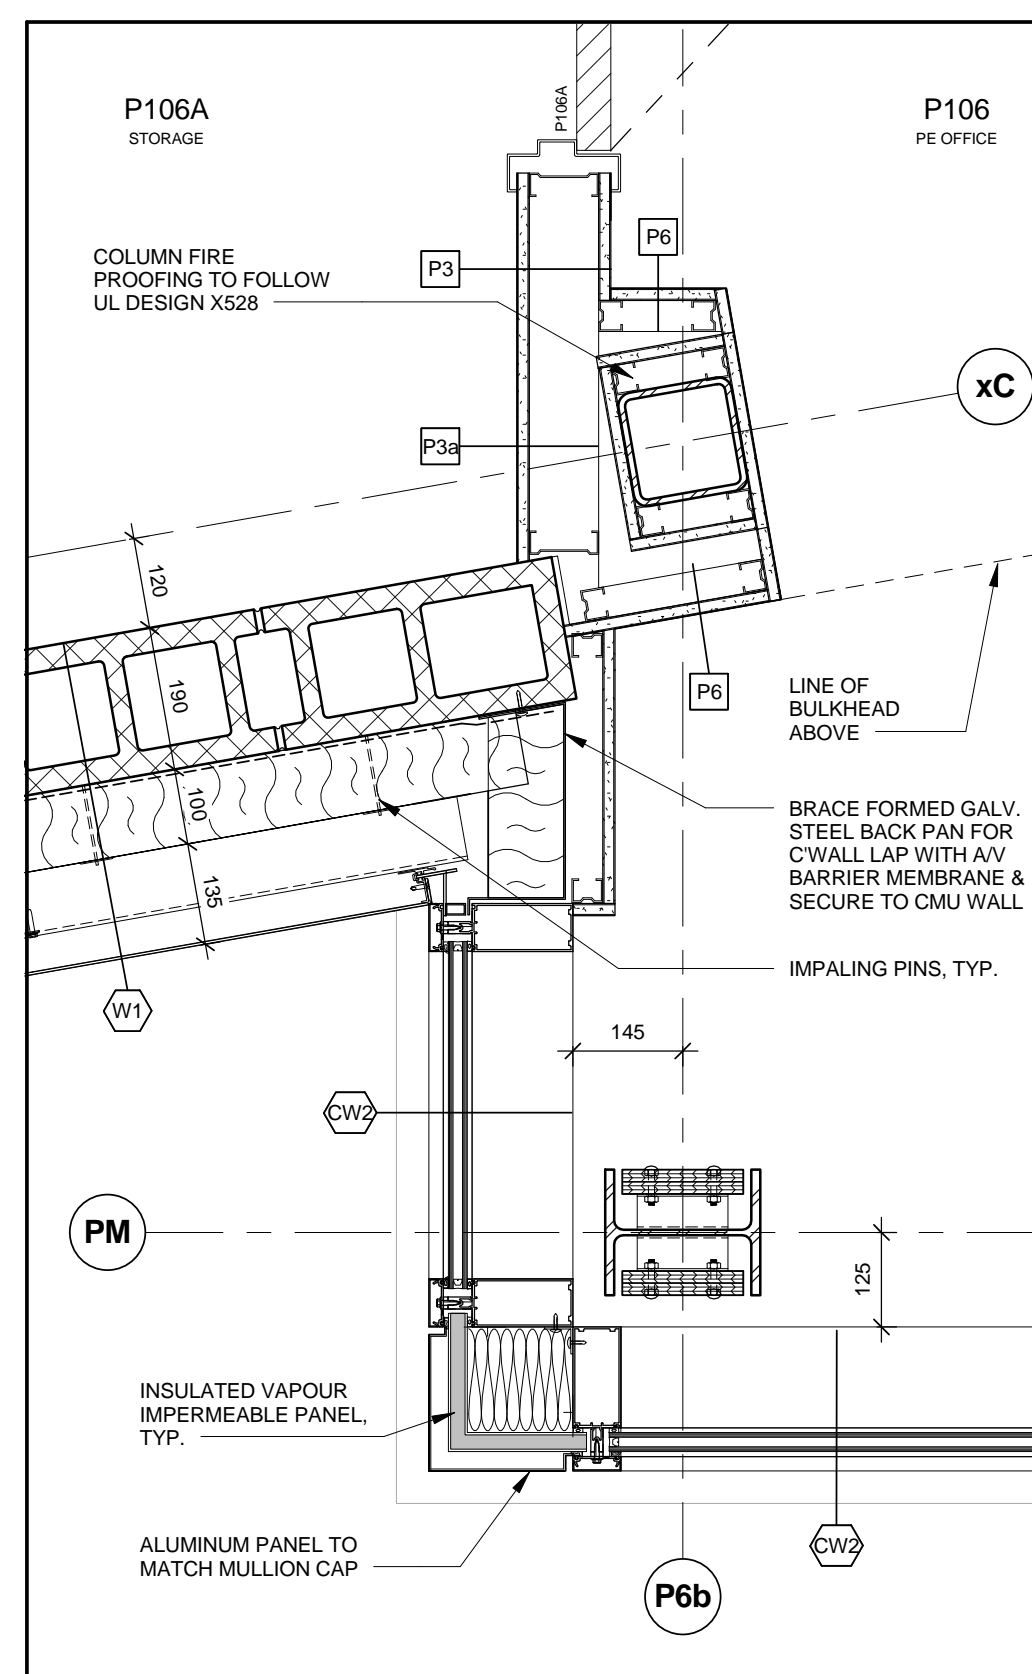 P106A
STORAGE
P106A
P106
PE OFFICE
COLUMN FIRE
PROOFING TO FOLLOW
UL DESIGN X528
P3
P6
xC
P3a
120
190
100
135
P6
LINE OF
BULKHEAD
ABOVE
BRACE FORMED GALV.
STEEL BACK PAN FOR
C'WALL LAP WITH A/V
BARRIER MEMBRANE &
SECURE TO CMU WALL
IMPALING PINS, TYP.
W1
145
CW2
PM
125
INSULATED VAPOUR
IMPERMEABLE PANEL,
TYP.
ALUMINUM PANEL TO
MATCH MULLION CAP
CW2
P6b